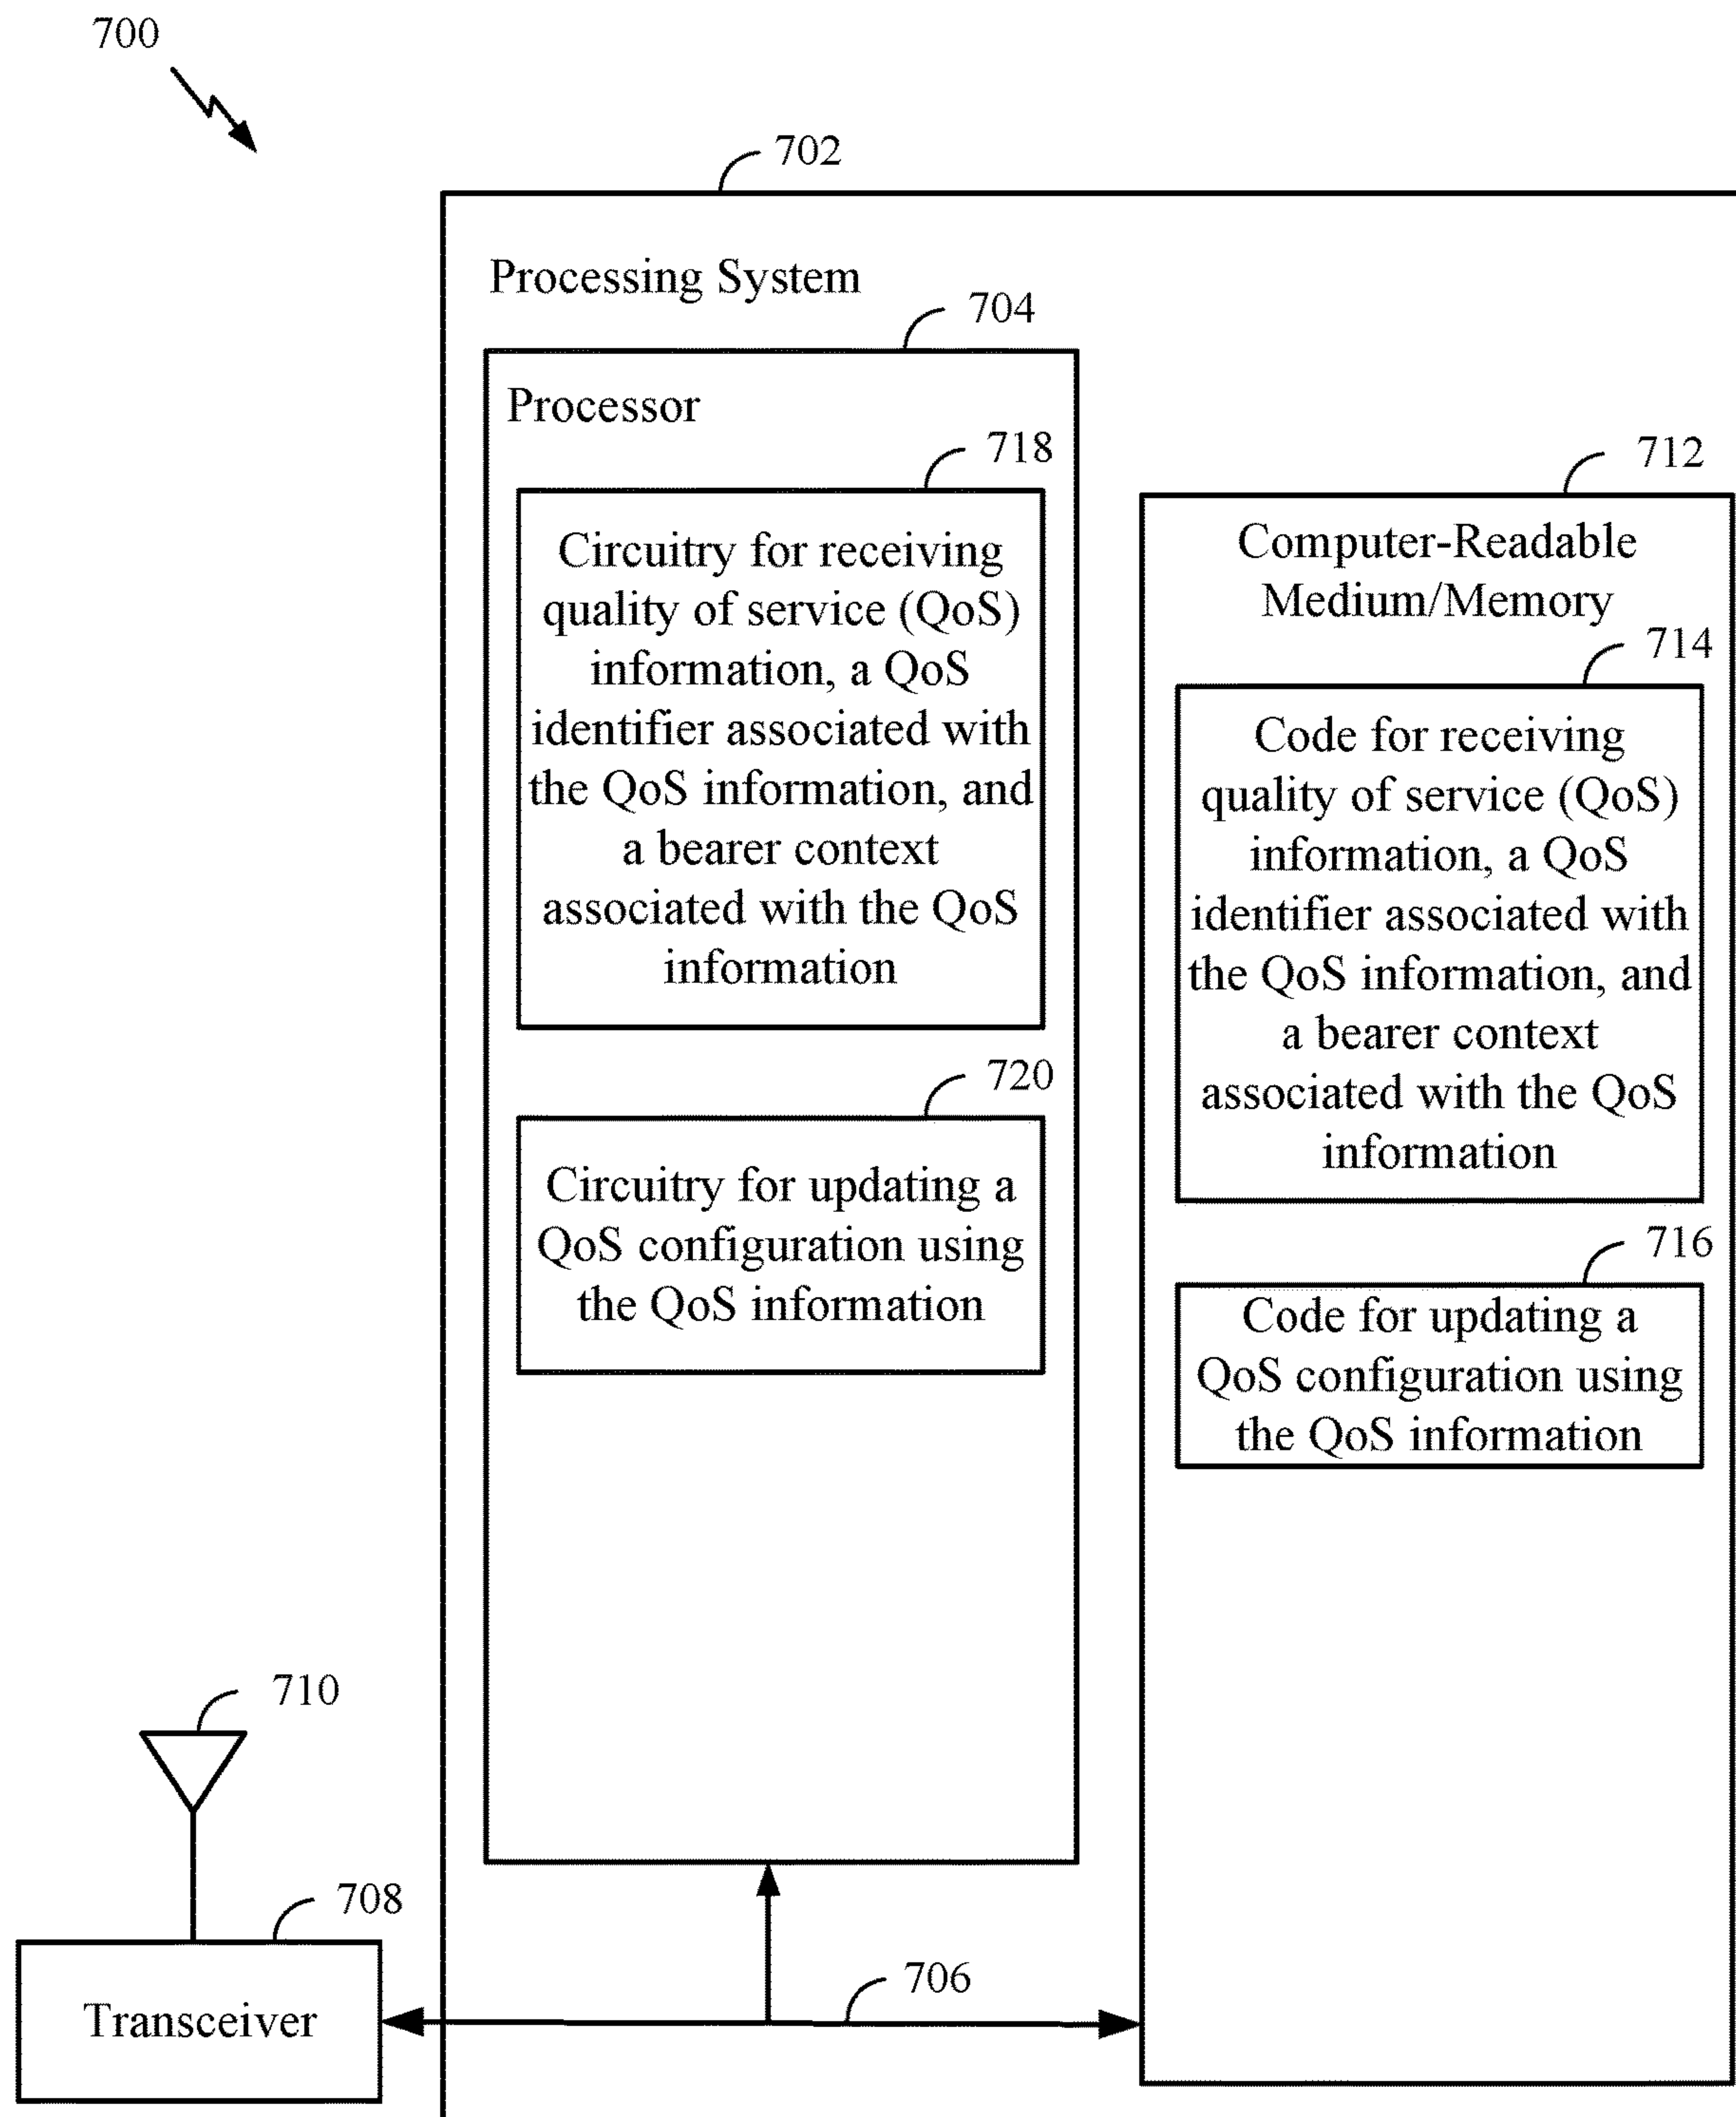 700
702
Processing System
704
Processor
718
Circuitry for receiving
quality of service (QoS)
information, a QoS
identifier associated with
the QoS information, and
a bearer context
associated with the QoS
information
720
Circuitry for updating a
QoS configuration using
the QoS information
712
Computer-Readable
Medium/Memory
714
Code for receiving
quality of service (QoS)
information, a QoS
identifier associated with
the QoS information, and
a bearer context
associated with the QoS
information
716
Code for updating a
QoS configuration using
the QoS information
710
708
Transceiver
706